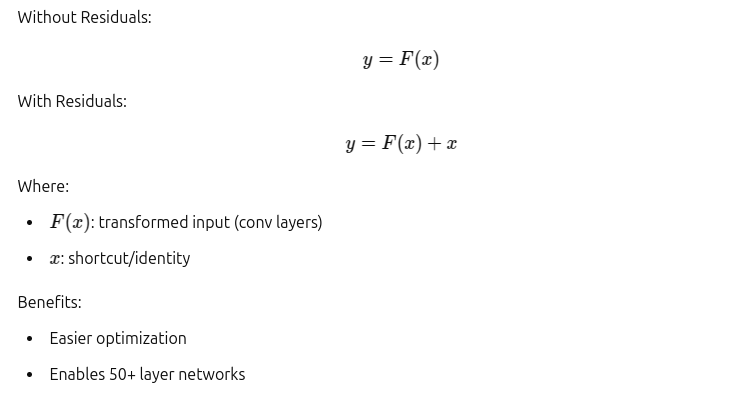 Without Residuals:
y = F(x)
With Residuals:
y = F(x) + x
Where:
• F(x): transformed input (conv layers)
• x: shortcut/identity
Benefits:
• Easier optimization
• Enables 50+ layer networks